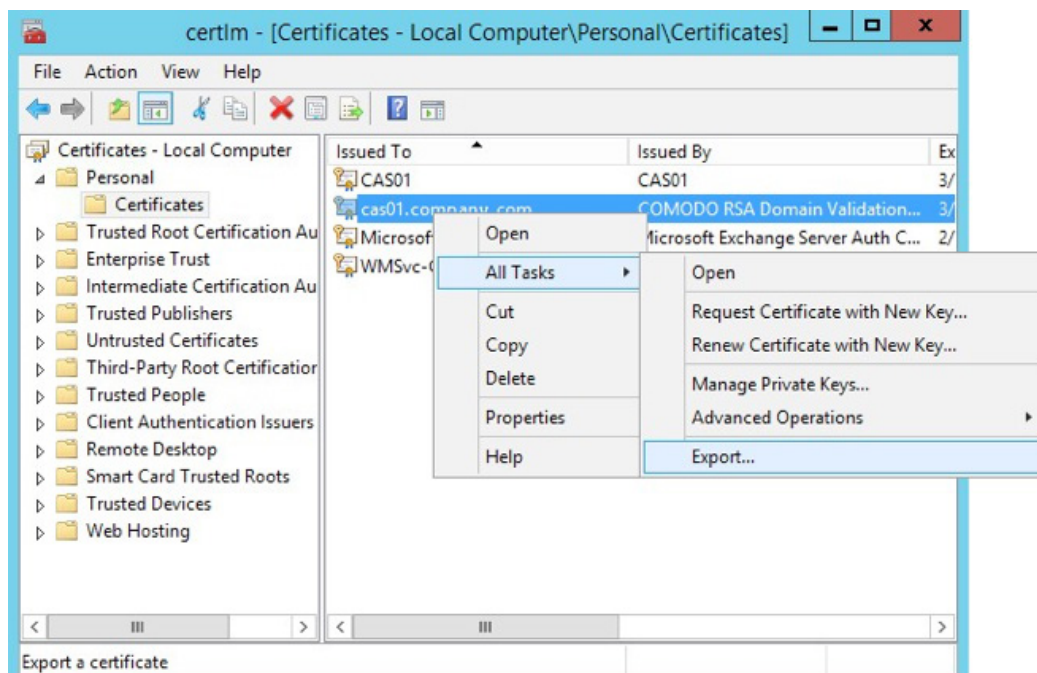 certlm - [Certificates - Local Computer\Personal\Certificates]
File Action View Help
Certificates - Local Computer
Personal
Certificates
Trusted Root Certification Au
Enterprise Trust
Intermediate Certification Au
Trusted Publishers
Untrusted Certificates
Third-Party Root Certification
Trusted People
Client Authentication Issuers
Remote Desktop
Smart Card Trusted Roots
Trusted Devices
Web Hosting
Issued To Issued By Ex
CAS01 CAS01 3/
cas01.company.com COMODO RSA Domain Validation... 3/
Microsof Microsoft Exchange Server Auth C... 2/
WMSvc-
Open
All Tasks
Cut
Copy
Delete
Properties
Help
Open
Request Certificate with New Key...
Renew Certificate with New Key...
Manage Private Keys...
Advanced Operations
Export...
Export a certificate